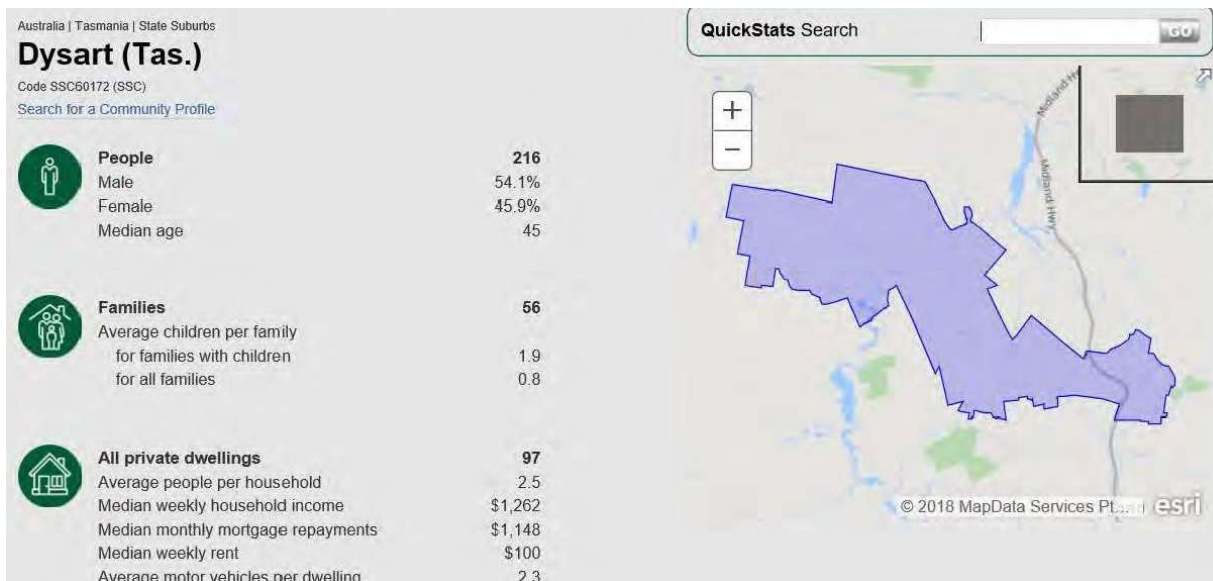 Australia | Tasmania | State Suburbs
Dysart (Tas.)
Code SSC60172 (SSC)
Search for a Community Profile
People 216
Male 54.1%
Female 45.9%
Median age 45
Families 56
Average children per family
for families with children 1.9
for all families 0.8
All private dwellings 97
Average people per household 2.5
Median weekly household income $1,262
Median monthly mortgage repayments $1,148
Median weekly rent $100
Average motor vehicles per dwelling 2.3
QuickStats Search GO
+
−
Midland Hwy
Midland Hwy
© 2018 MapData Services Pt... esri